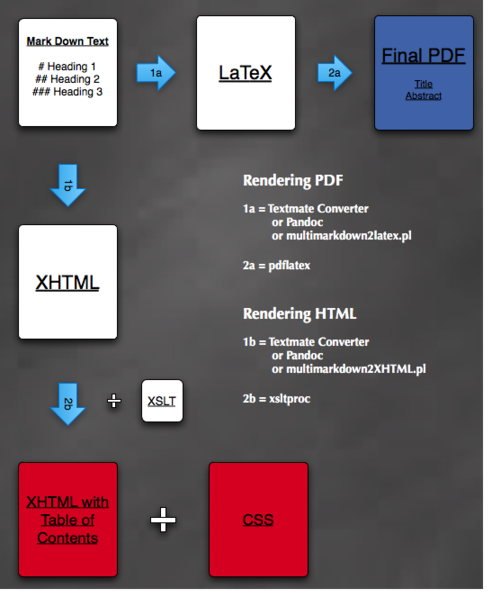 Mark Down Text
# Heading 1
## Heading 2
### Heading 3
1a
LaTeX
2a
Final PDF
Title
Abstract
1b
Rendering PDF
1a = Textmate Converter
or Pandoc
or multimarkdown2latex.pl
2a = pdflatex
XHTML
Rendering HTML
1b = Textmate Converter
or Pandoc
or multimarkdown2XHTML.pl
2b = xsltproc
2b
+
XSLT
XHTML with
Table of
Contents
+
CSS